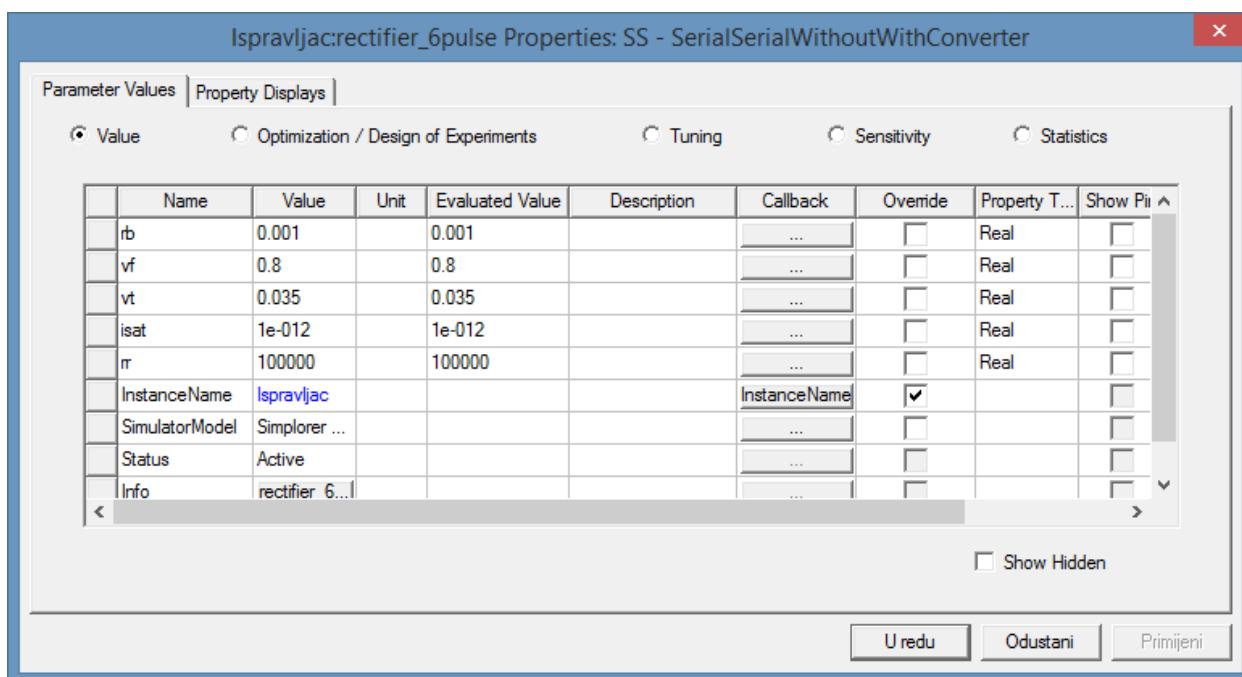 Ispravljac:rectifier_6pulse Properties: SS - SerialSerialWithoutWithConverter
Parameter Values Property Displays
Value Optimization / Design of Experiments Tuning Sensitivity Statistics
Name Value Unit Evaluated Value Description Callback Override Property T... Show Pin
rb 0.001 0.001 ... Real
vf 0.8 0.8 ... Real
vt 0.035 0.035 ... Real
isat 1e-012 1e-012 ... Real
rr 100000 100000 ... Real
InstanceName Ispravljac InstanceName
SimulatorModel Simplorer ... ...
Status Active ...
Info rectifier_6... ...
Show Hidden
U redu Odustani Primijeni